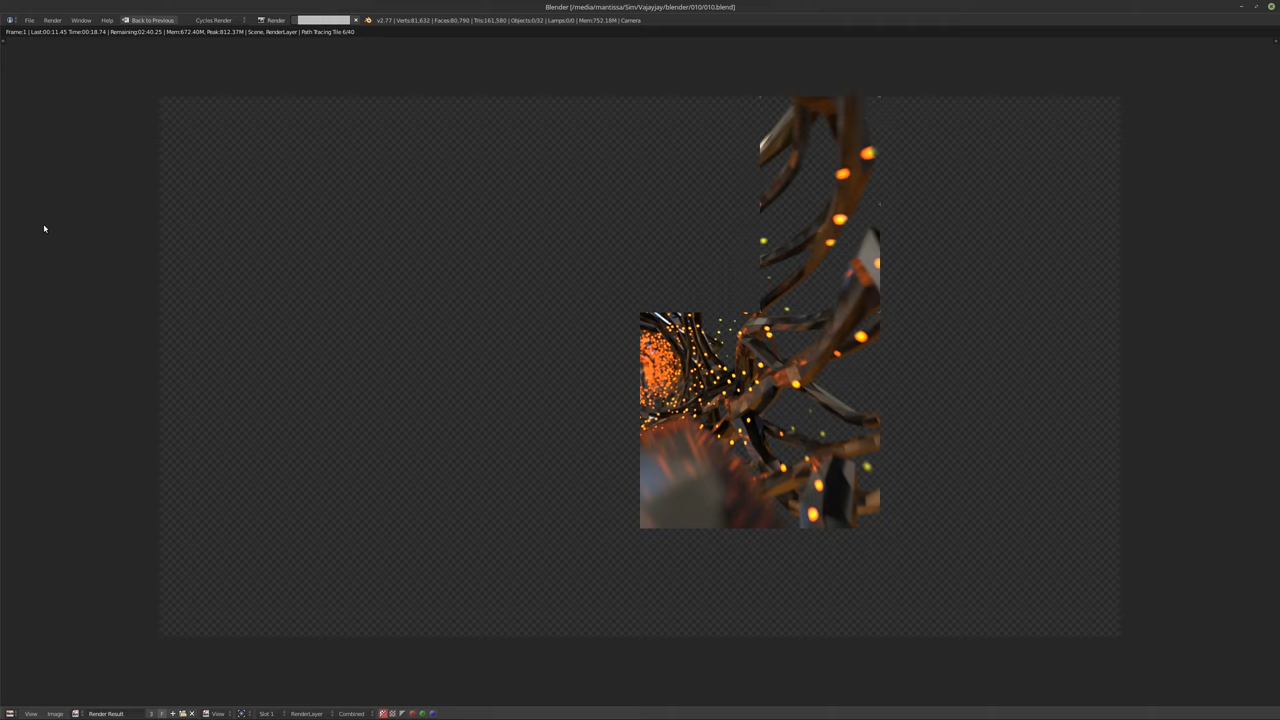 Blender [/media/mantissa/Sim/Vajayjay/blender/010/010.blend]
File Render Window Help Back to Previous Cycles Render Render v2.77 | Verts:81,632 | Faces:80,790 | Tris:161,580 | Objects:0/32 | Lamps:0/0 | Mem:752.18M | Camera
Frame:1 | Last:00:11.45 Time:00:18.74 | Remaining:02:40.25 | Mem:672.40M, Peak:812.37M | Scene, RenderLayer | Path Tracing Tile 6/40
View Image Render Result 3 F View Slot 1 RenderLayer Combined